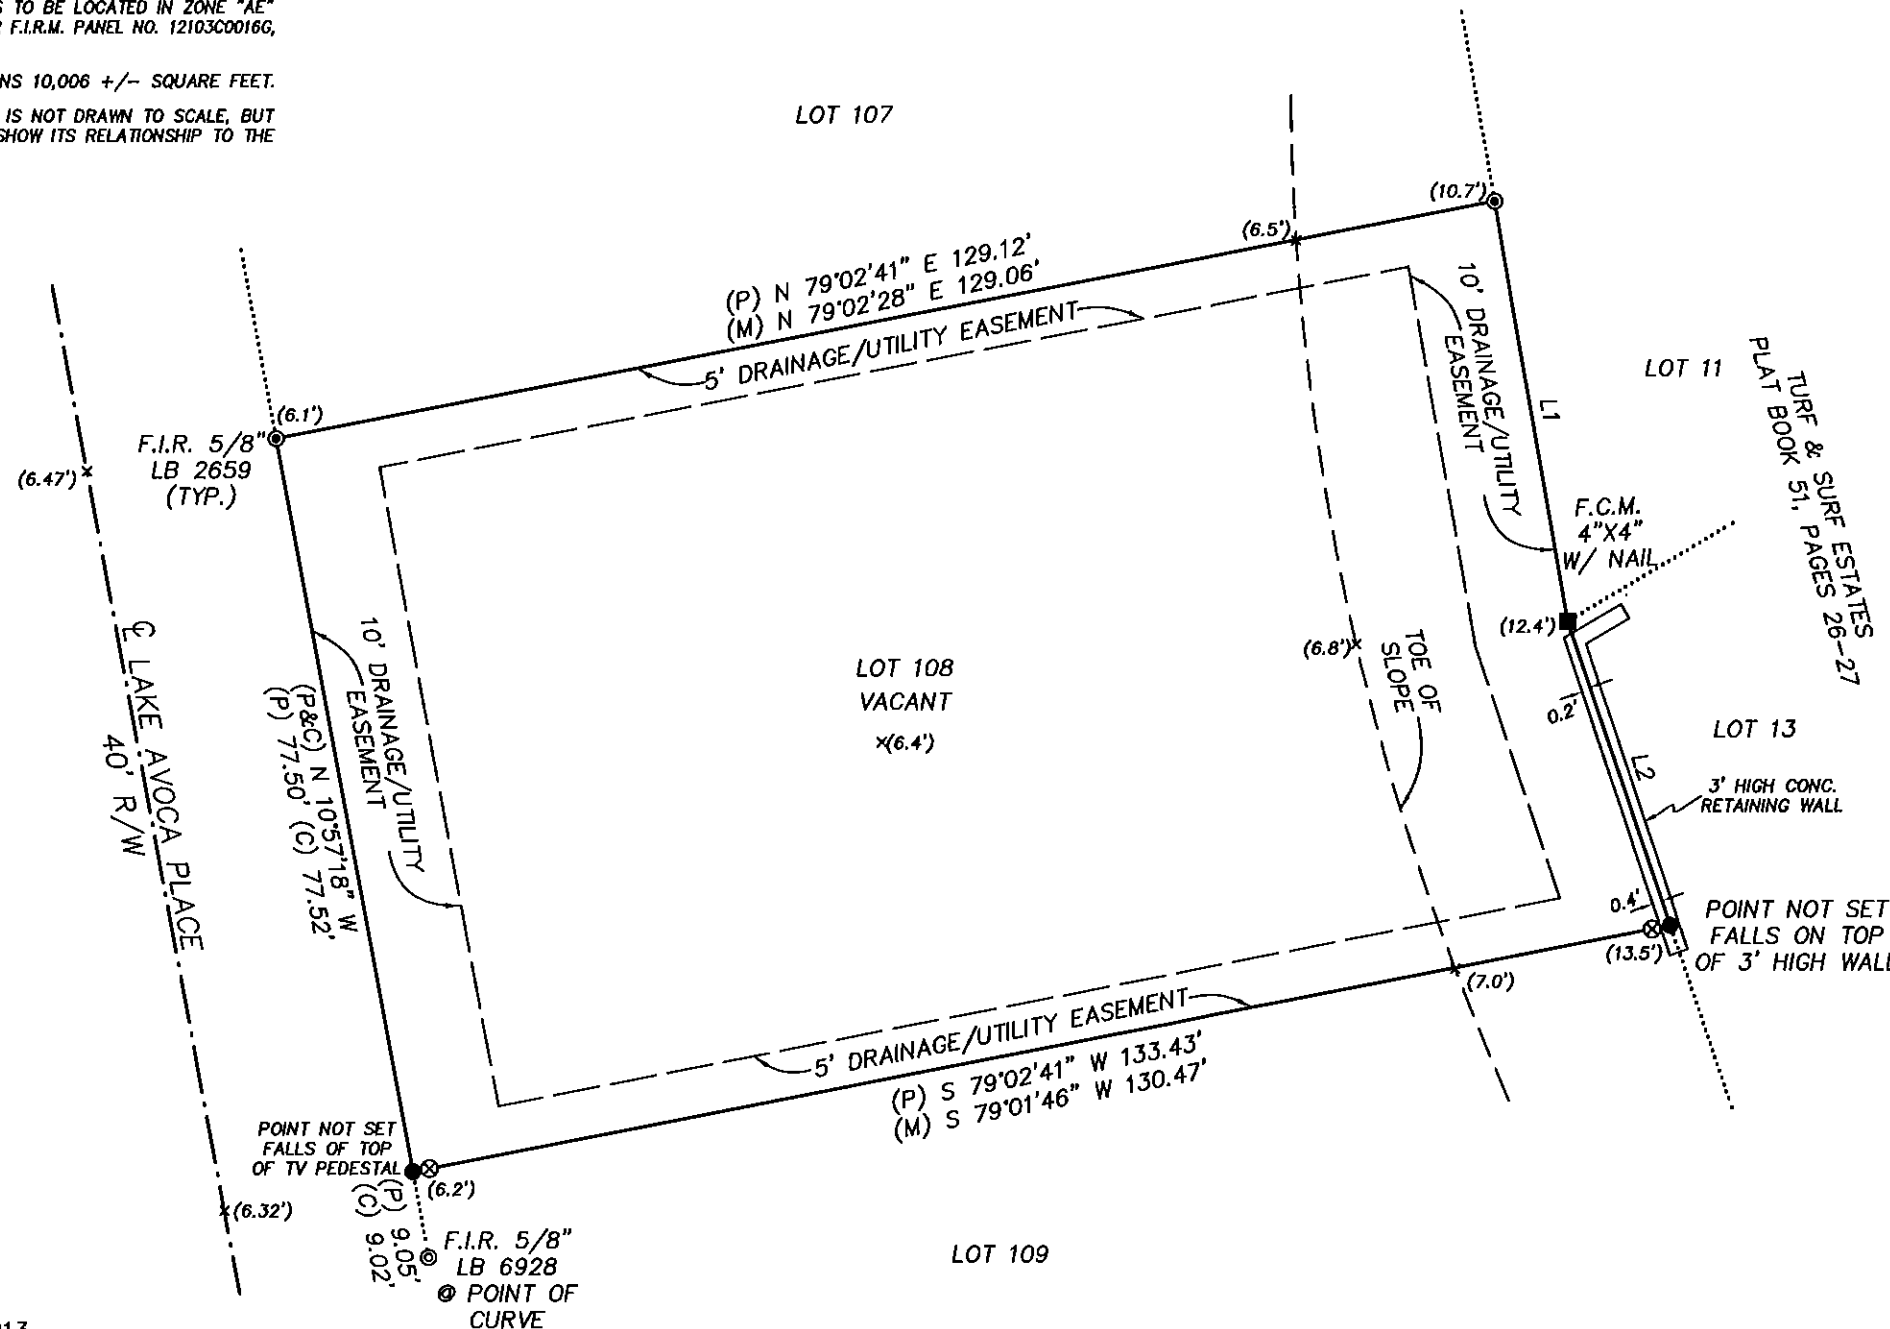 S TO BE LOCATED IN ZONE "AE"
F.I.R.M. PANEL NO. 12103C0016G,
NS 10,006 +/- SQUARE FEET.
IS NOT DRAWN TO SCALE, BUT
SHOW ITS RELATIONSHIP TO THE
LOT 107
(10.7')
(6.5')
(P) N 79°02'41" E 129.12'
(M) N 79°02'28" E 129.06'
5' DRAINAGE/UTILITY EASEMENT
10' DRAINAGE/UTILITY
EASEMENT
L1
LOT 11
TURF & SURF ESTATES
PLAT BOOK 51, PAGES 26-27
(6.1')
F.I.R. 5/8"
LB 2659
(TYP.)
(6.47')
F.C.M.
4"X4"
W/ NAIL
(12.4')
℄ LAKE AVOCA PLACE
40' R/W
(P&C) N 10°57'18" W
(P) 77.50' (C) 77.52'
10' DRAINAGE/UTILITY
EASEMENT
LOT 108
VACANT
×(6.4')
(6.8')×
TOE OF
SLOPE
0.2'
L2
LOT 13
3' HIGH CONC.
RETAINING WALL
0.4'
POINT NOT SET
FALLS ON TOP
OF 3' HIGH WALL
(13.5')
(7.0')
5' DRAINAGE/UTILITY EASEMENT
(P) S 79°02'41" W 133.43'
(M) S 79°01'46" W 130.47'
POINT NOT SET
FALLS OF TOP
OF TV PEDESTAL
(6.2')
(P) 9.05'
(C) 9.02'
×(6.32')
F.I.R. 5/8"
LB 6928
@ POINT OF
CURVE
LOT 109